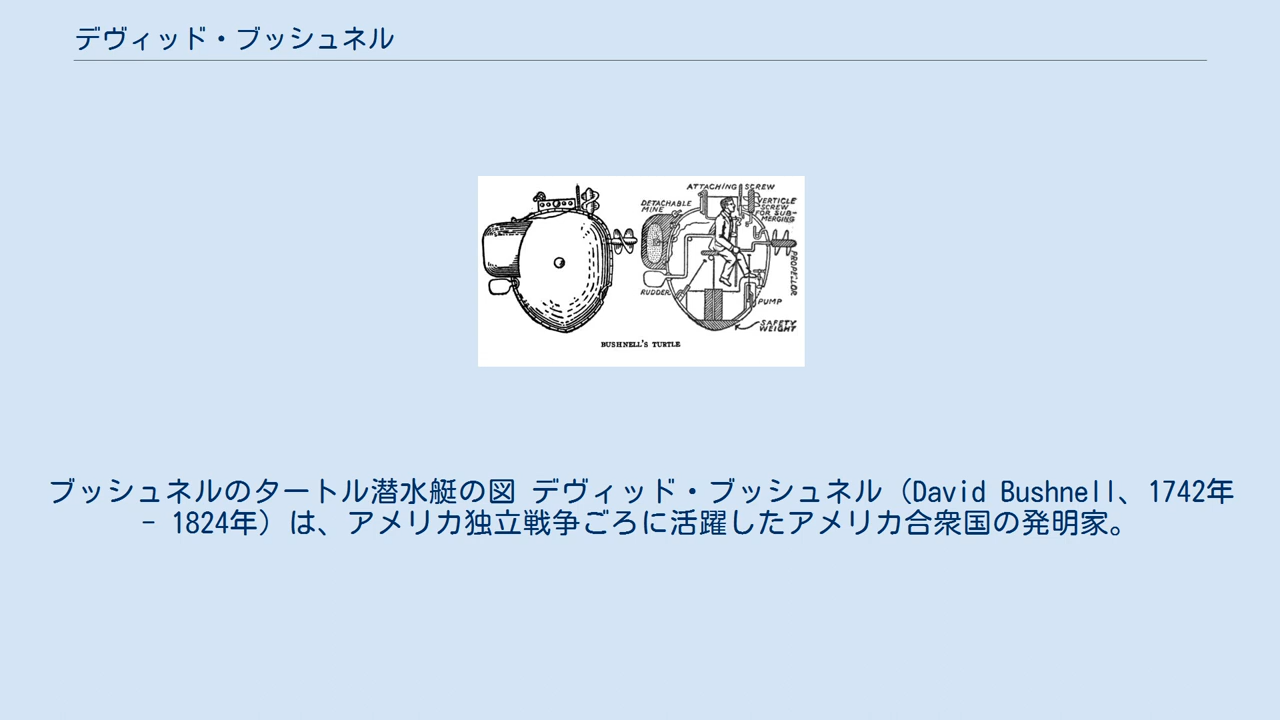 デヴィッド・ブッシュネル
ATTACHING SCREW
DETACHABLE
MINE
VERTICLE
SCREW
FOR SUB-
MERGING
PROPELLOR
RUDDER
PUMP
SAFETY
WEIGHT
BUSHNELL'S TURTLE
ブッシュネルのタートル潜水艇の図 デヴィッド・ブッシュネル（David Bushnell、1742年
- 1824年）は、アメリカ独立戦争ごろに活躍したアメリカ合衆国の発明家。